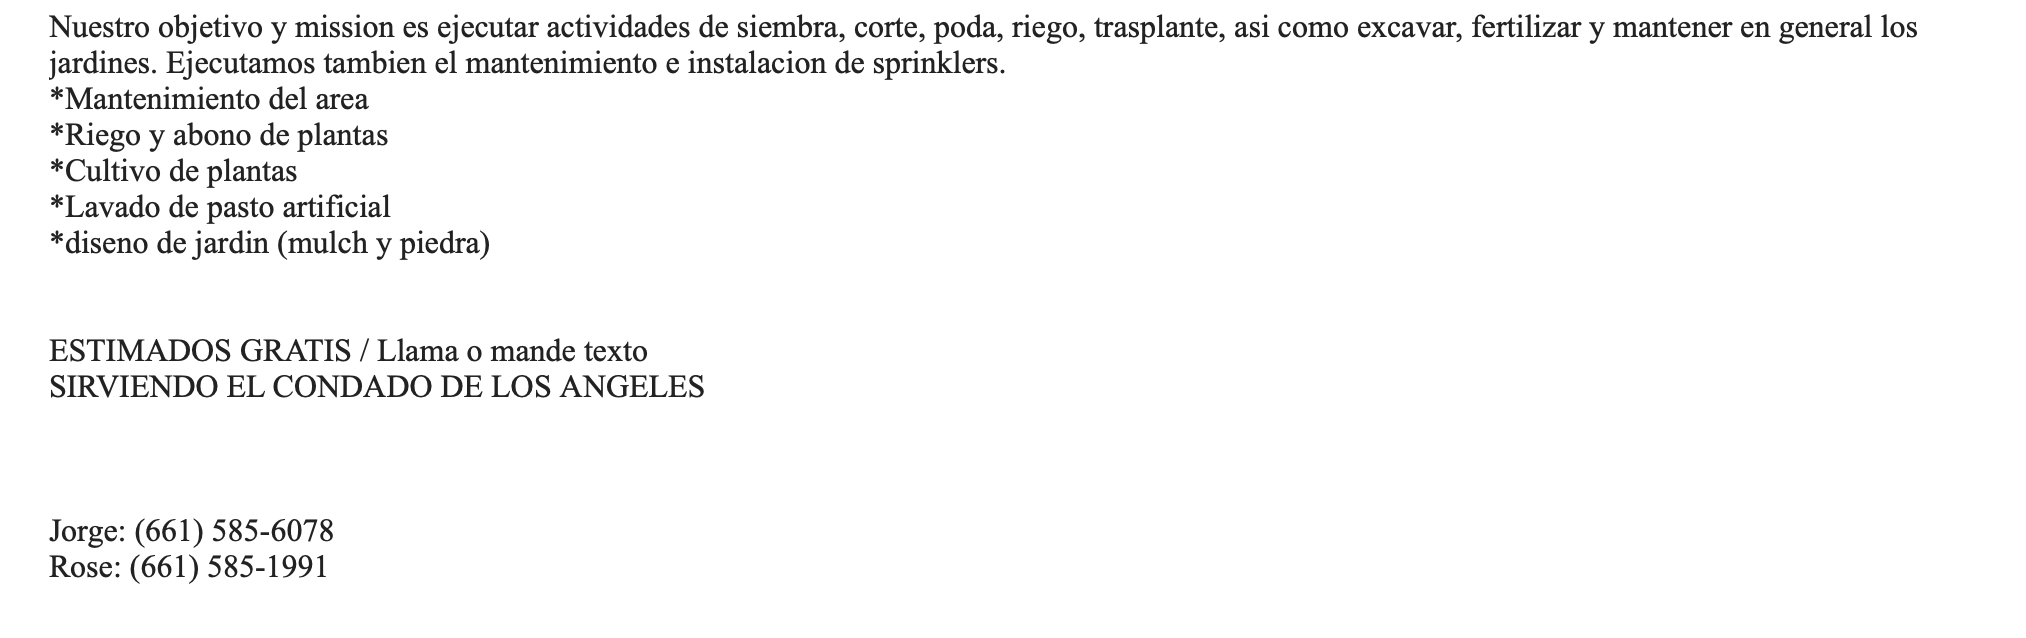 Nuestro objetivo y mission es ejecutar actividades de siembra, corte, poda, riego, trasplante, asi como excavar, fertilizar y mantener en general los
jardines. Ejecutamos tambien el mantenimiento e instalacion de sprinklers.
*Mantenimiento del area
*Riego y abono de plantas
*Cultivo de plantas
*Lavado de pasto artificial
*diseno de jardin (mulch y piedra)
ESTIMADOS GRATIS / Llama o mande texto
SIRVIENDO EL CONDADO DE LOS ANGELES
Jorge: (661) 585-6078
Rose: (661) 585-1991